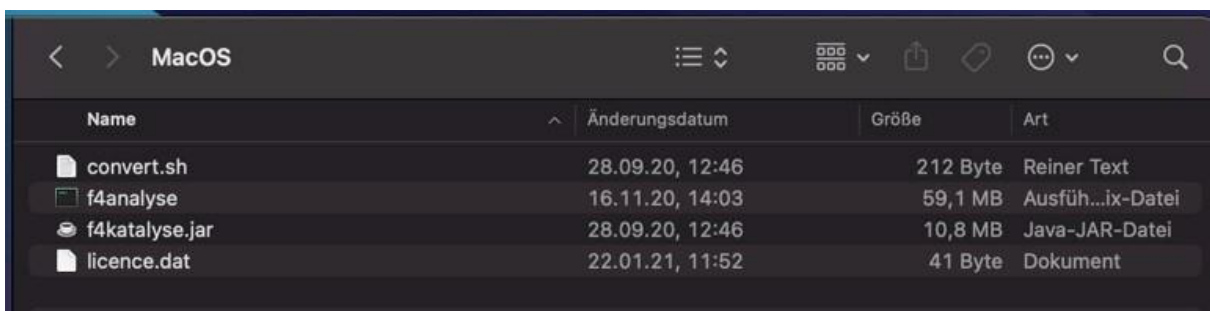 MacOS
Name Änderungsdatum Größe Art
convert.sh 28.09.20, 12:46 212 Byte Reiner Text
f4analyse 16.11.20, 14:03 59,1 MB Ausfüh...ix-Datei
f4katalyse.jar 28.09.20, 12:46 10,8 MB Java-JAR-Datei
licence.dat 22.01.21, 11:52 41 Byte Dokument